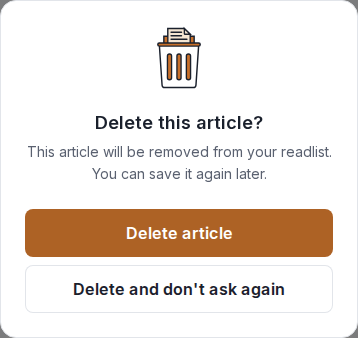 Delete this article?
This article will be removed from your readlist.
You can save it again later.
Delete article
Delete and don't ask again